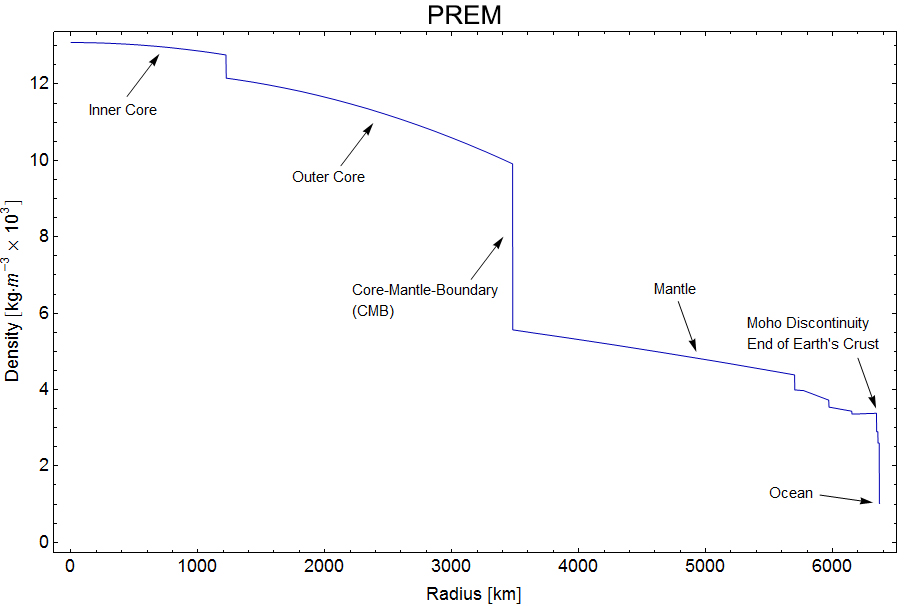 PREM
Density [kg·m⁻³ × 10³]
12
10
8
6
4
2
0
Inner Core
Outer Core
Core-Mantle-Boundary
(CMB)
Mantle
Moho Discontinuity
End of Earth's Crust
Ocean
0 1000 2000 3000 4000 5000 6000
Radius [km]